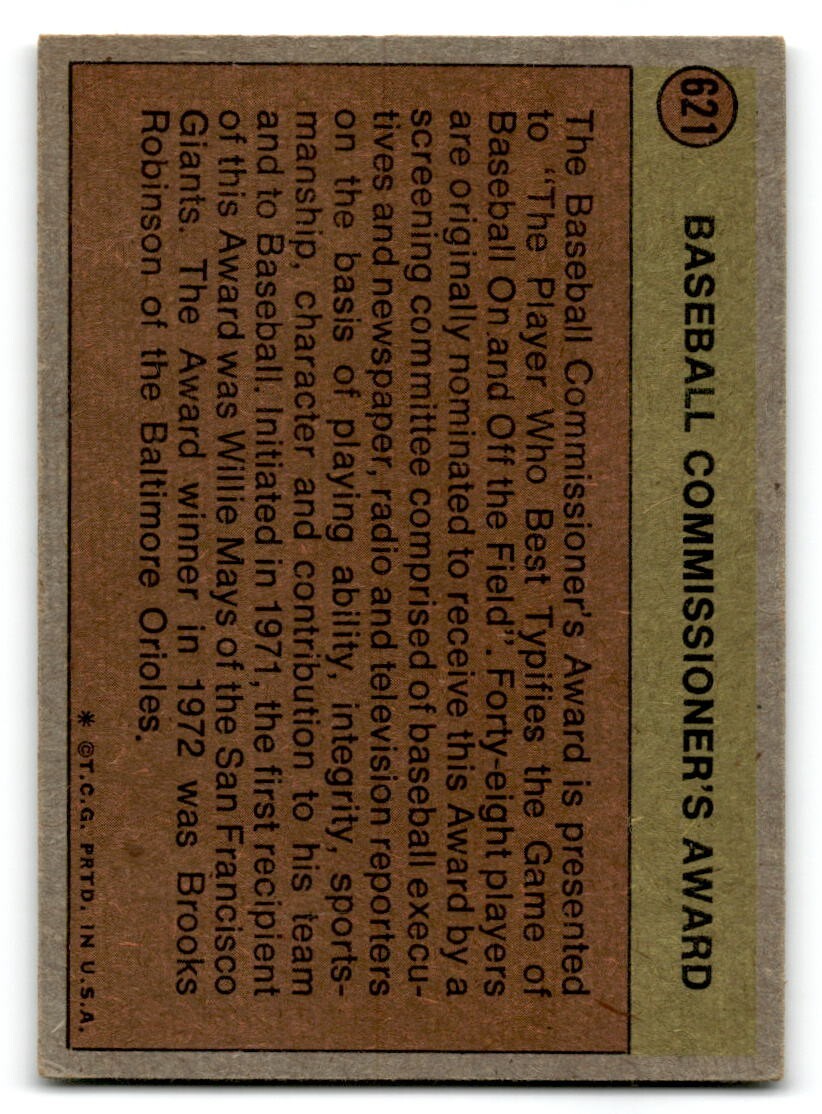 621
BASEBALL COMMISSIONER'S AWARD
The Baseball Commissioner's Award is presented
to "The Player Who Best Typifies the Game of
Baseball On and Off the Field". Forty-eight players
are originally nominated to receive this Award by a
screening committee comprised of baseball execu-
tives and newspaper, radio and television reporters
on the basis of playing ability, integrity, sports-
manship, character and contribution to his team
and to Baseball. Initiated in 1971, the first recipient
of this Award was Willie Mays of the San Francisco
Giants. The Award winner in 1972 was Brooks
Robinson of the Baltimore Orioles.
* ©T.C.G. PRTD. IN U.S.A.